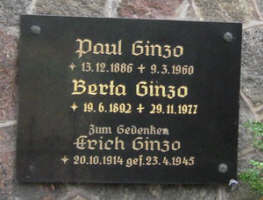 Paul Ginzo
* 13.12.1886 + 9.3.1960
Berta Ginzo
* 19.6.1892 + 29.11.1977
Zum Gedenken
Erich Ginzo
* 20.10.1914 gef. 23.4.1945